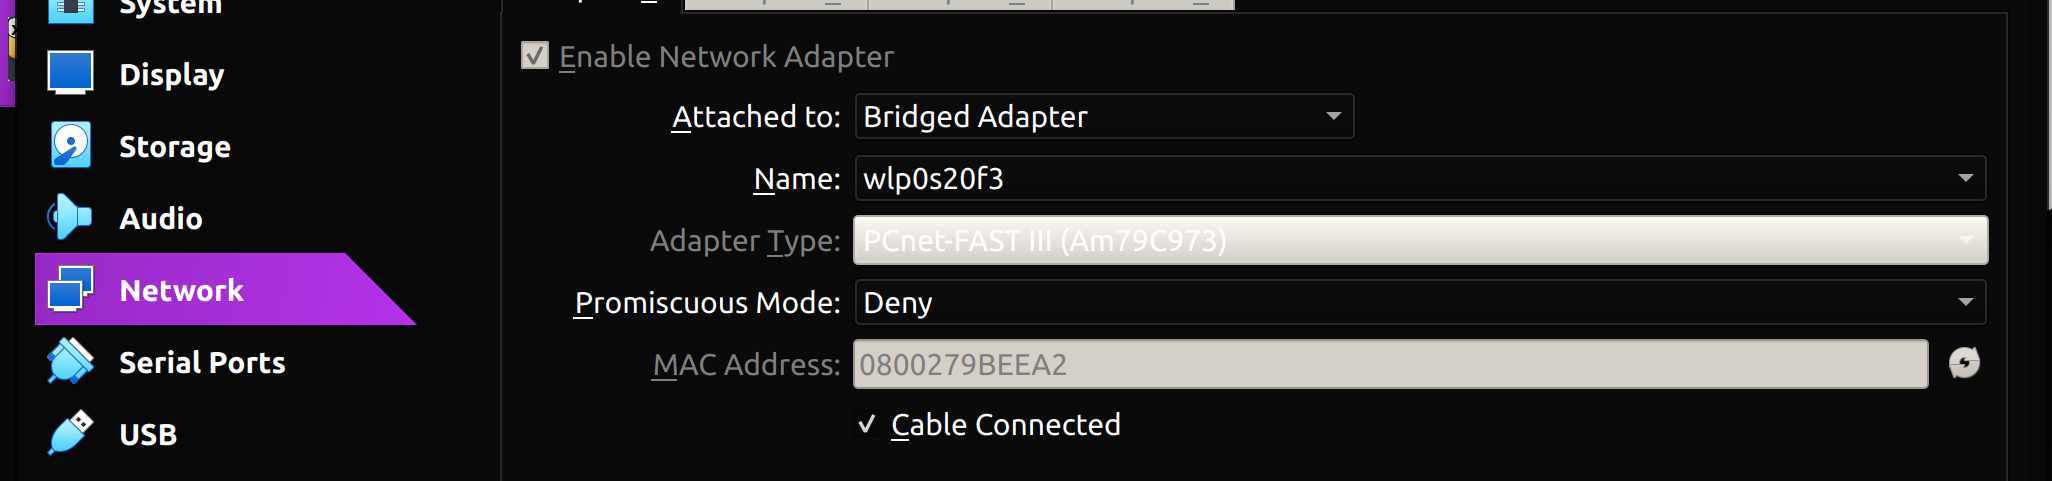 System
Display
Storage
Audio
Network
Serial Ports
USB
Enable Network Adapter
Attached to: Bridged Adapter
Name: wlp0s20f3
Adapter Type: PCnet-FAST III (Am79C973)
Promiscuous Mode: Deny
MAC Address: 0800279BEEA2
Cable Connected